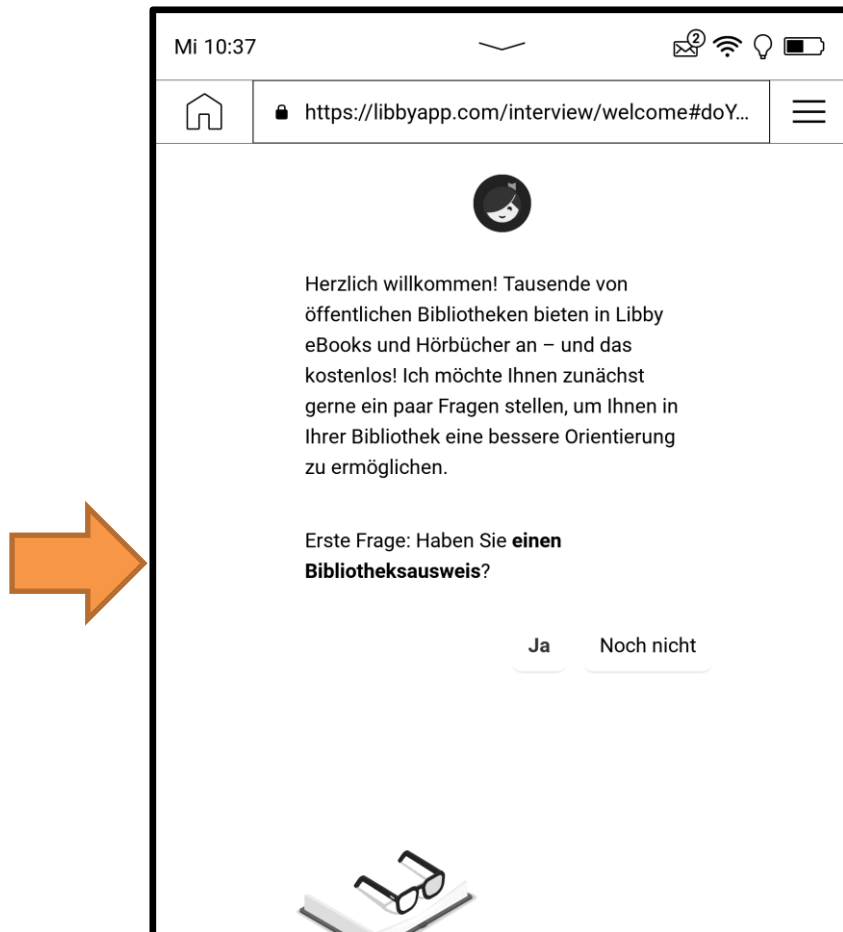 Mi 10:37
2
https://libbyapp.com/interview/welcome#doY...
Herzlich willkommen! Tausende von
öffentlichen Bibliotheken bieten in Libby
eBooks und Hörbücher an – und das
kostenlos! Ich möchte Ihnen zunächst
gerne ein paar Fragen stellen, um Ihnen in
Ihrer Bibliothek eine bessere Orientierung
zu ermöglichen.
Erste Frage: Haben Sie einen
Bibliotheksausweis?
Ja Noch nicht